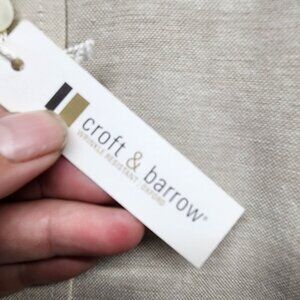 croft & barrow®
WRINKLE RESISTANT OXFORD